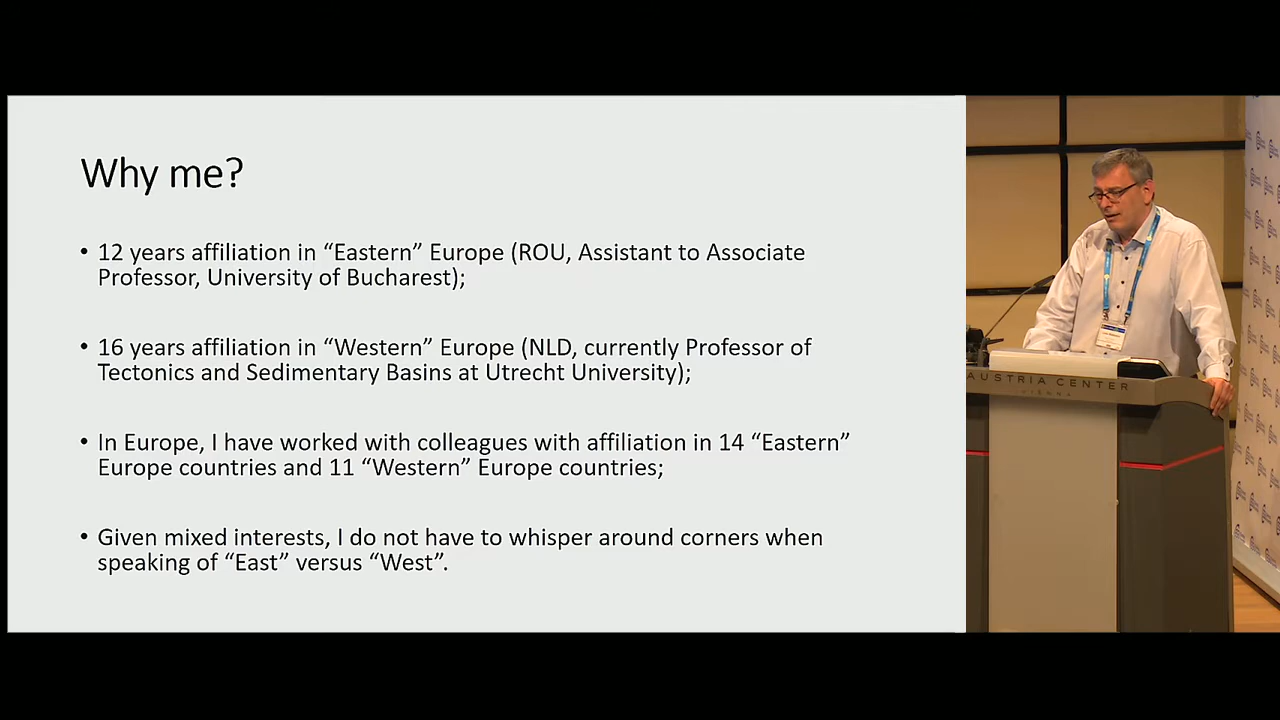 Why me?
• 12 years affiliation in “Eastern” Europe (ROU, Assistant to Associate
Professor, University of Bucharest);
• 16 years affiliation in “Western” Europe (NLD, currently Professor of
Tectonics and Sedimentary Basins at Utrecht University);
• In Europe, I have worked with colleagues with affiliation in 14 “Eastern”
Europe countries and 11 “Western” Europe countries;
• Given mixed interests, I do not have to whisper around corners when
speaking of “East” versus “West”.
AUSTRIA CENTER
VIENNA